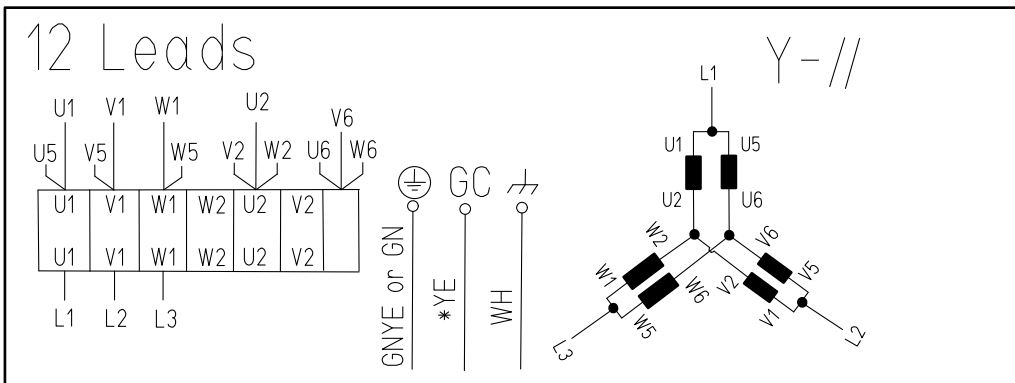 12 Leads
Y-//
U1 V1 W1 U2 V6
U5 V5 W5 V2 W2 U6 W6
U1 V1 W1 W2 U2 V2
U1 V1 W1 W2 U2 V2
L1 L2 L3
GC
GNYE or GN
*YE
WH
L1
U1 U5
U2 U6
W2 V6
W1 W6 V2 V5
W5 V1
L3 L2